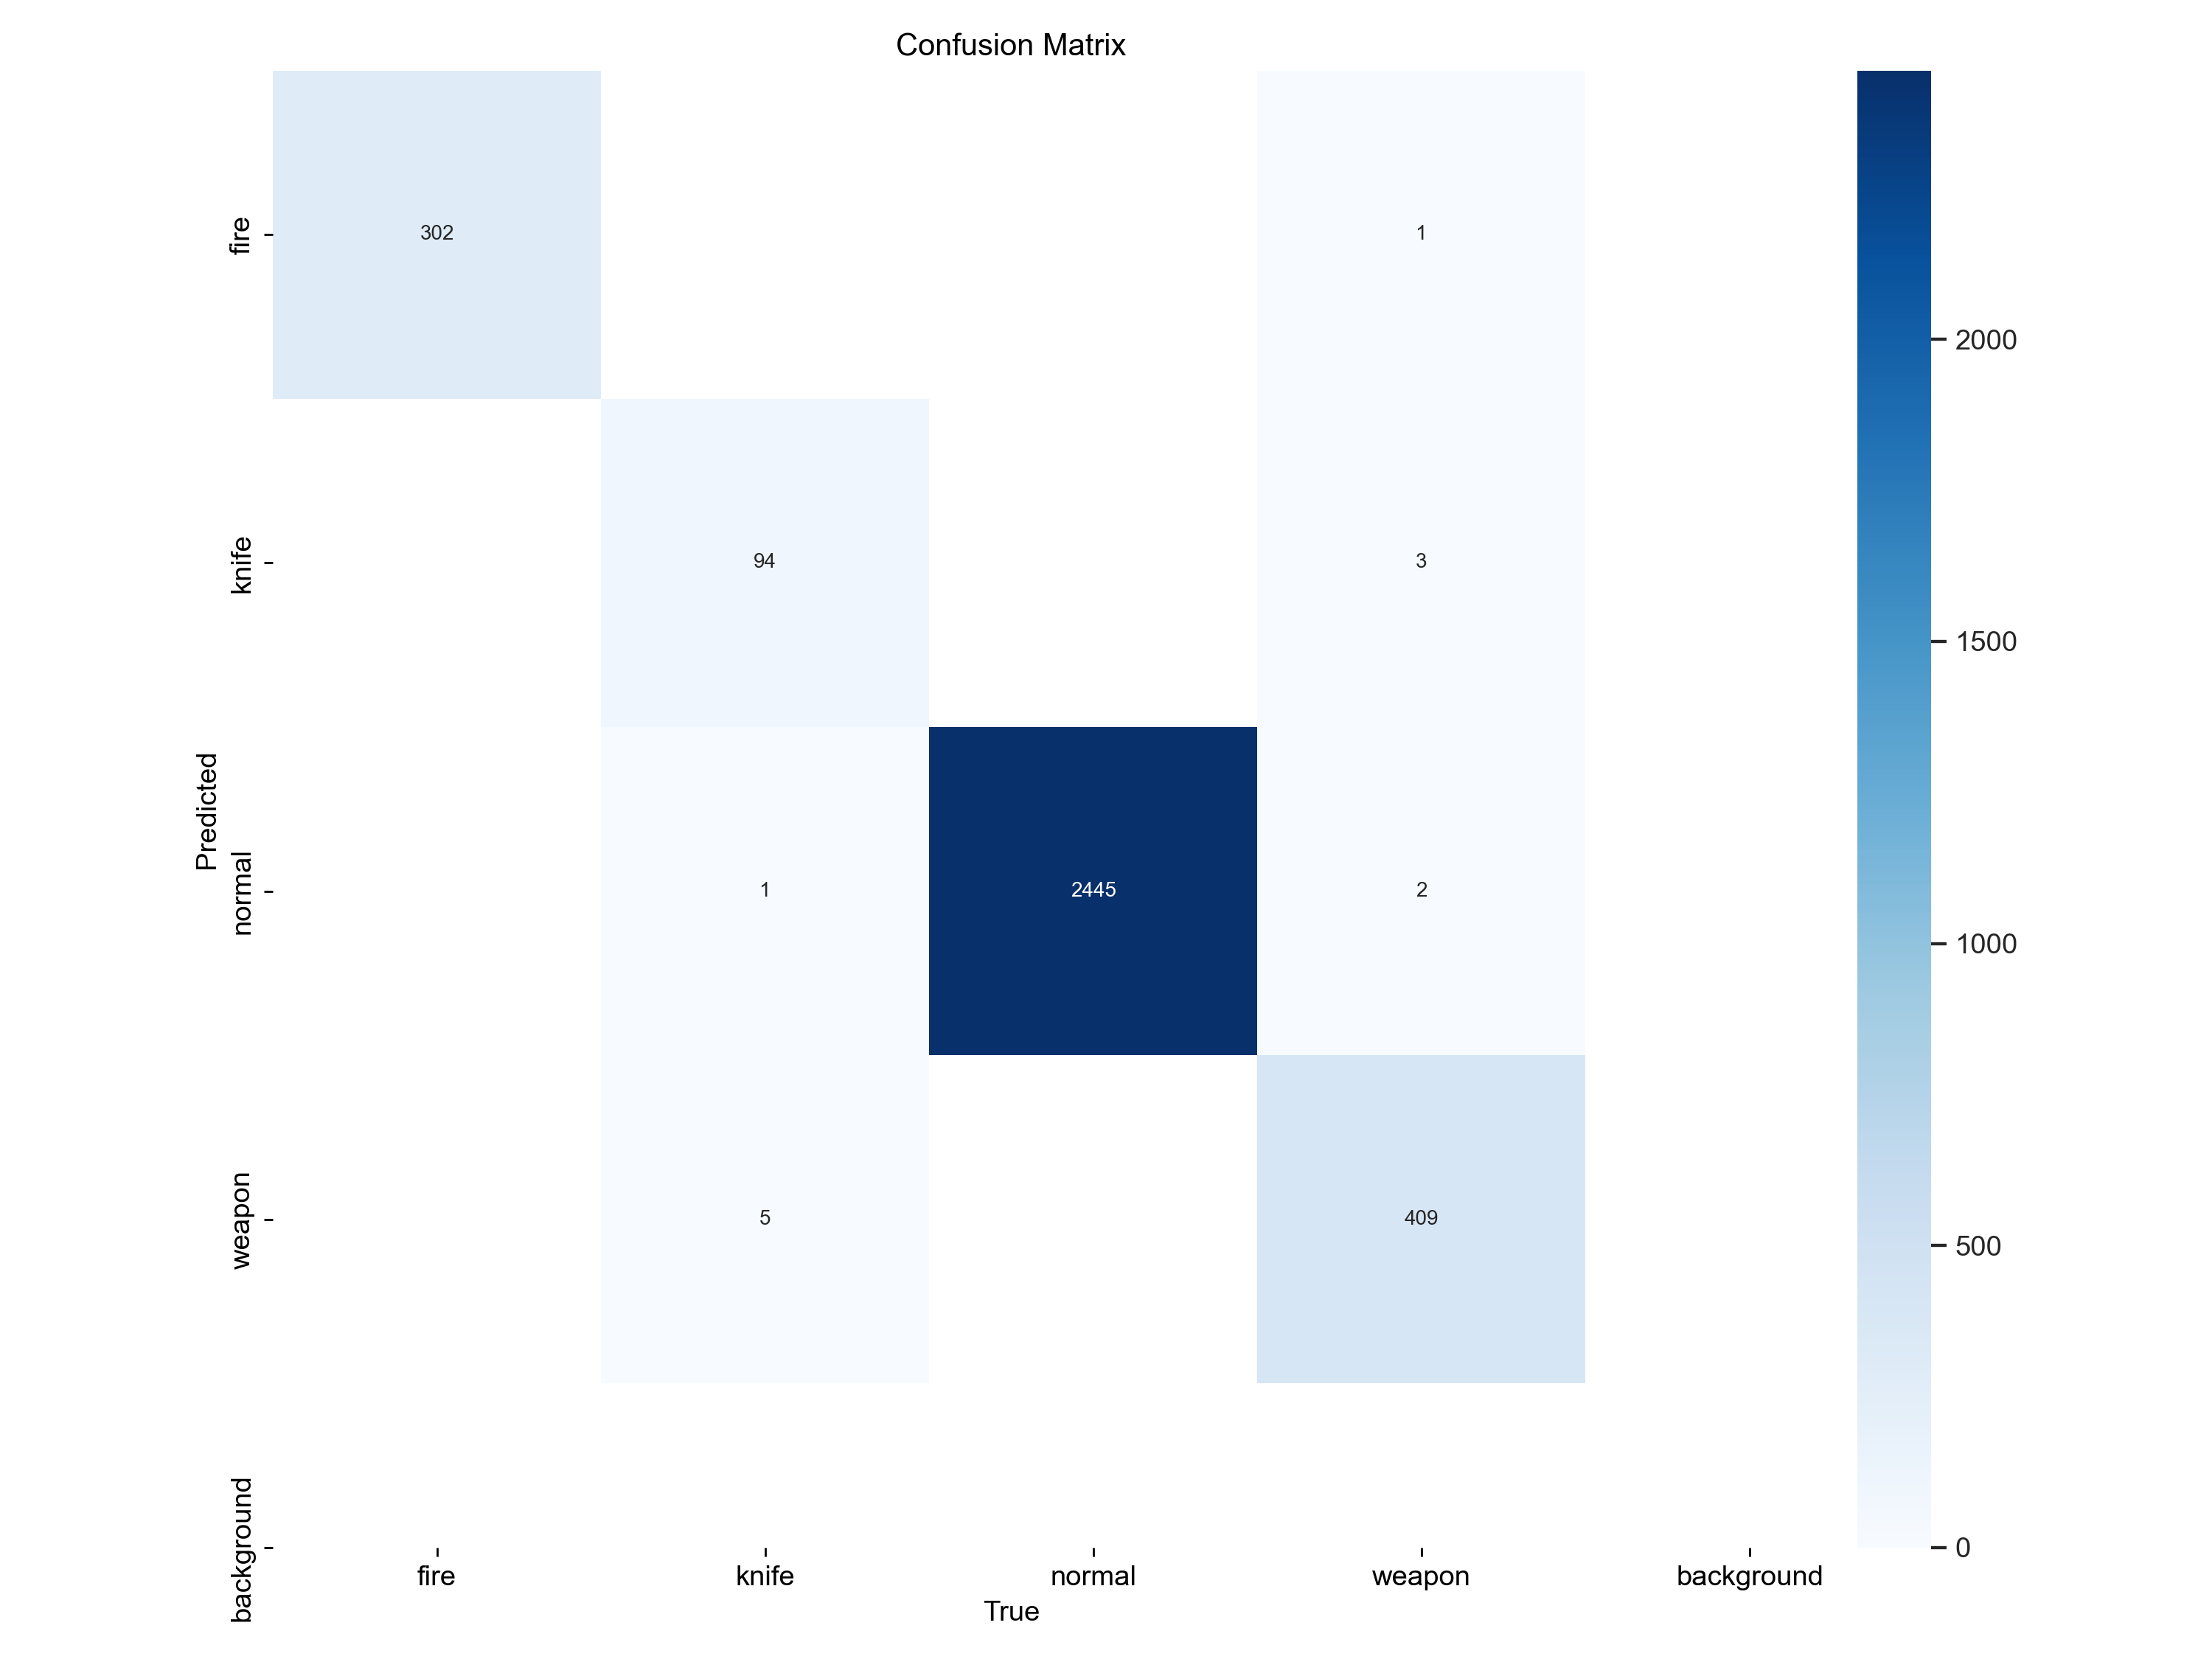 Confusion Matrix
fire
302
1
2000
knife
94
3
1500
Predicted
normal
1
2445
2
1000
weapon
5
409
500
background
0
fire
knife
normal
weapon
background
True